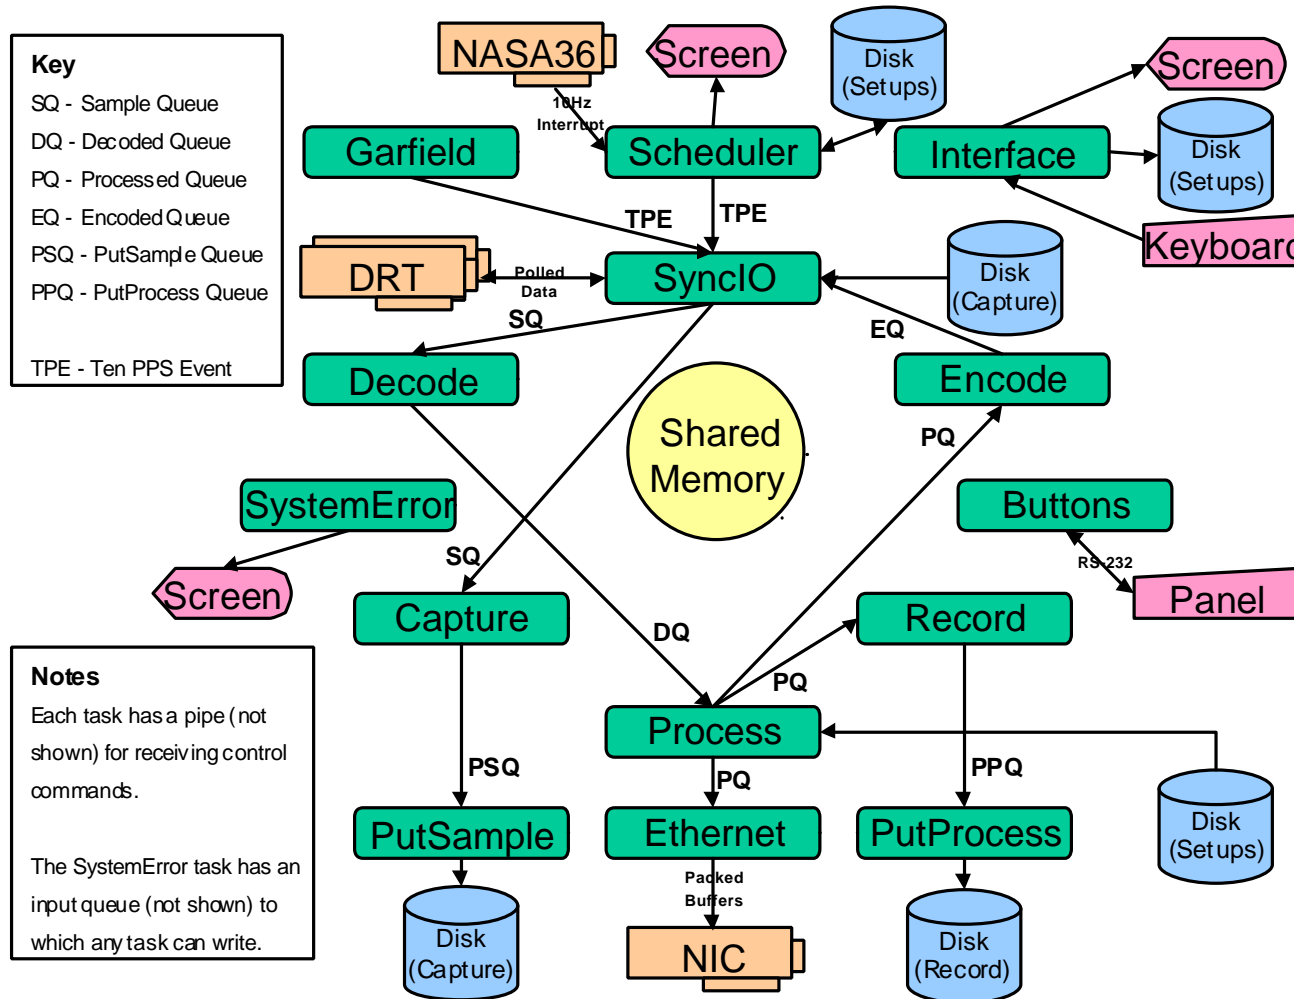 Key
SQ - Sample Queue
DQ - Decoded Queue
PQ - Processed Queue
EQ - Encoded Queue
PSQ - PutSample Queue
PPQ - PutProcess Queue
TPE - Ten PPS Event
NASA36
Screen
Disk
(Setups)
Screen
10Hz
Interrupt
Garfield
Scheduler
Interface
Disk
(Setups)
TPE
TPE
Keyboard
DRT
Polled
Data
SyncIO
Disk
(Capture)
SQ
EQ
Decode
Encode
Shared
Memory
PQ
SystemError
Buttons
SQ
RS-232
Screen
Panel
Capture
Record
DQ
PQ
Notes
Each task has a pipe (not
shown) for receiving control
commands.
The SystemError task has an
input queue (not shown) to
which any task can write.
Process
PSQ
PQ
PPQ
Disk
(Setups)
PutSample
Ethernet
PutProcess
Packed
Buffers
Disk
(Capture)
NIC
Disk
(Record)